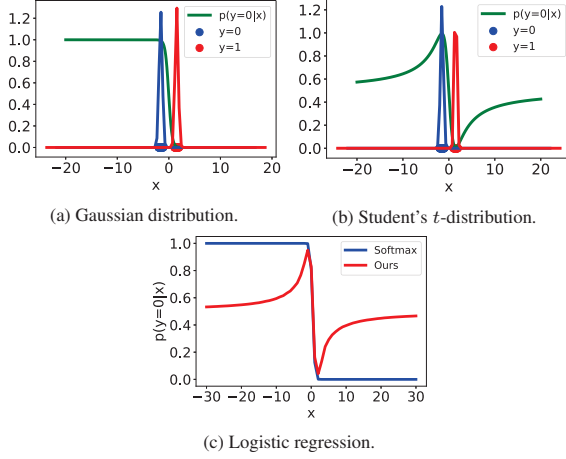 1.2
1.0
0.8
0.6
0.4
0.2
0.0
p(y=0|x)
y=0
y=1
−20
−10
0
10
20
x
(a) Gaussian distribution.
1.2
1.0
0.8
0.6
0.4
0.2
0.0
p(y=0|x)
y=0
y=1
−20
−10
0
10
20
x
(b) Student's t-distribution.
p(y=0|x)
1.0
0.8
0.6
0.4
0.2
0.0
Softmax
Ours
−30
−20
−10
0
10
20
30
x
(c) Logistic regression.